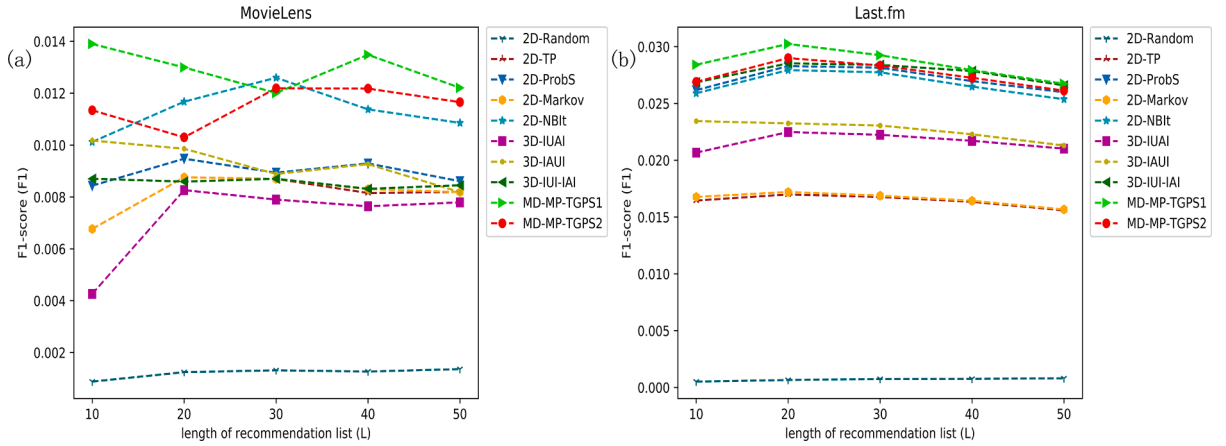 MovieLens
(a)
F1-score (F1)
0.014
0.012
0.010
0.008
0.006
0.004
0.002
10 20 30 40 50
length of recommendation list (L)
2D-Random
2D-TP
2D-ProbS
2D-Markov
2D-NBIt
3D-IUAI
3D-IAUI
3D-IUI-IAI
MD-MP-TGPS1
MD-MP-TGPS2
Last.fm
(b)
F1-score (F1)
0.030
0.025
0.020
0.015
0.010
0.005
0.000
10 20 30 40 50
length of recommendation list (L)
2D-Random
2D-TP
2D-ProbS
2D-Markov
2D-NBIt
3D-IUAI
3D-IAUI
3D-IUI-IAI
MD-MP-TGPS1
MD-MP-TGPS2